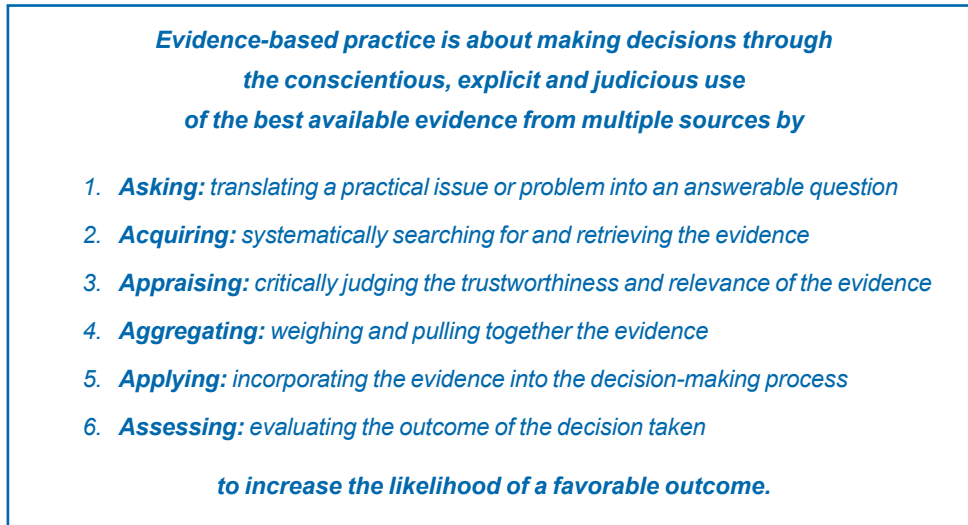 Evidence-based practice is about making decisions through
the conscientious, explicit and judicious use
of the best available evidence from multiple sources by
1. Asking: translating a practical issue or problem into an answerable question
2. Acquiring: systematically searching for and retrieving the evidence
3. Appraising: critically judging the trustworthiness and relevance of the evidence
4. Aggregating: weighing and pulling together the evidence
5. Applying: incorporating the evidence into the decision-making process
6. Assessing: evaluating the outcome of the decision taken
to increase the likelihood of a favorable outcome.